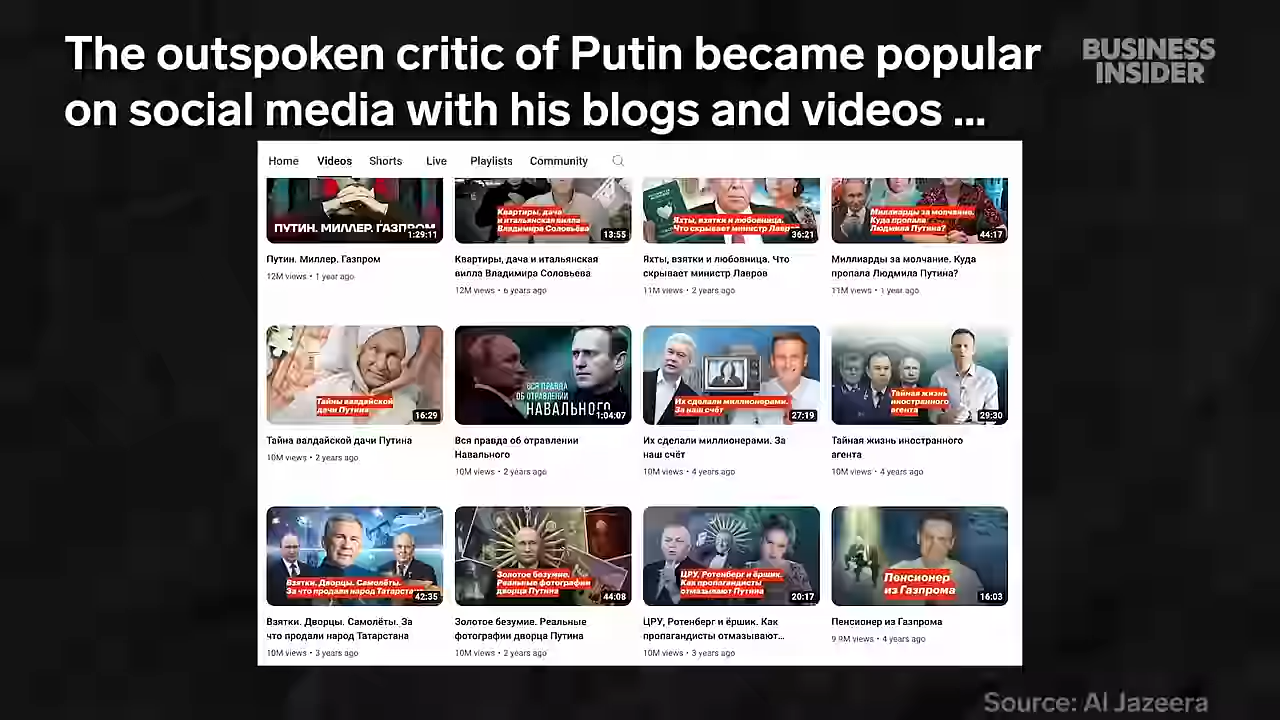 The outspoken critic of Putin became popular
on social media with his blogs and videos ...
BUSINESS
INSIDER
Home Videos Shorts Live Playlists Community
ПУТИН. МИЛЛЕР. ГАЗПРОМ
1:29:11
Квартиры, дача
и итальянская вилла
Владимира Соловьёва
13:55
Яхты, взятки и любовница.
Что скрывает министр Лавр
36:21
Миллиарды за молчание.
Куда пропала
Людмила Путина?
44:17
Путин. Миллер. Газпром
12M views • 1 year ago
Квартиры, дача и итальянская
вилла Владимира Соловьева
12M views • 6 years ago
Яхты, взятки и любовница. Что
скрывает министр Лавров
11M views • 2 years ago
Миллиарды за молчание. Куда
пропала Людмила Путина?
11M views • 1 year ago
Тайны валдайской
дачи Путина
16:29
ВСЯ ПРАВДА
ОБ ОТРАВЛЕНИИ
НАВАЛЬНОГО
1:04:07
Их сделали миллионерами.
За наш счёт
27:19
Тайная жизнь
иностранного
агента
29:30
Тайна валдайской дачи Путина
10M views • 2 years ago
Вся правда об отравлении
Навального
10M views • 2 years ago
Их сделали миллионерами. За
наш счёт
10M views • 4 years ago
Тайная жизнь иностранного
агента
10M views • 4 years ago
Взятки. Дворцы. Самолёты.
За что продали народ Татарста
42:35
Золотое безумие.
Реальные фотографии
дворца Путина
44:08
ЦРУ, Ротенберг и ёршик.
Как пропагандисты
отмазывают Путина
20:17
Пенсионер
из Газпрома
16:03
Взятки. Дворцы. Самолёты. За
что продали народ Татарстана
10M views • 3 years ago
Золотое безумие. Реальные
фотографии дворца Путина
10M views • 2 years ago
ЦРУ, Ротенберг и ёршик. Как
пропагандисты отмазывают...
10M views • 3 years ago
Пенсионер из Газпрома
9.9M views • 4 years ago
Source: Al Jazeera